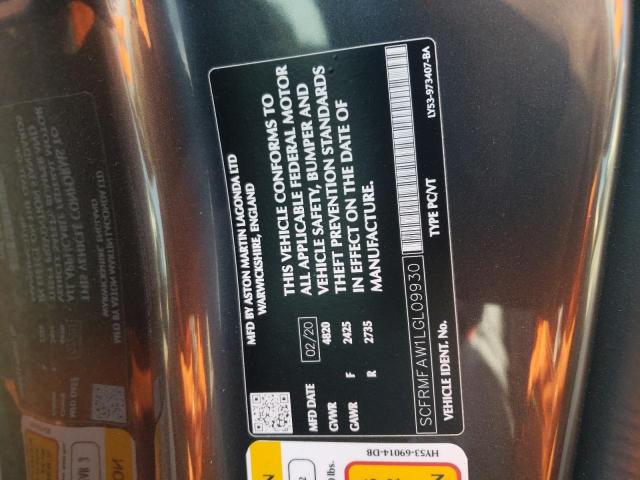 MFD BY ASTON MARTIN LAGONDA LTD
WARWICKSHIRE, ENGLAND
MFD DATE 02/20
GVWR 4820
GAWR F 2425
R 2735
THIS VEHICLE CONFORMS TO
ALL APPLICABLE FEDERAL MOTOR
VEHICLE SAFETY, BUMPER AND
THEFT PREVENTION STANDARDS
IN EFFECT ON THE DATE OF
MANUFACTURE.
SCFRMFAW1LGL09930
VEHICLE IDENT. No. TYPE PC/VT
LY53-973407-BA
HY53-69014-DB